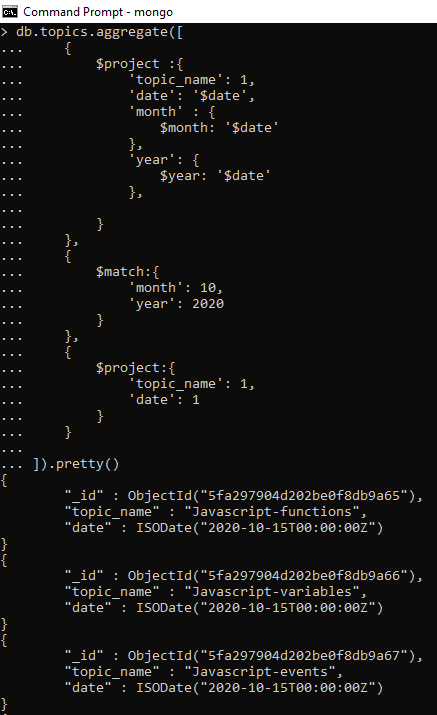 Command Prompt - mongo
> db.topics.aggregate([
...     {
...         $project :{
...             'topic_name': 1,
...             'date': '$date',
...             'month' : {
...                 $month: '$date'
...             },
...             'year': {
...                 $year: '$date'
...             },
...
...         }
...     },
...     {
...         $match:{
...             'month': 10,
...             'year': 2020
...         }
...     },
...     {
...         $project:{
...             'topic_name': 1,
...             'date': 1
...         }
...     }
...
... ]).pretty()
{
        "_id" : ObjectId("5fa297904d202be0f8db9a65"),
        "topic_name" : "Javascript-functions",
        "date" : ISODate("2020-10-15T00:00:00Z")
}
{
        "_id" : ObjectId("5fa297904d202be0f8db9a66"),
        "topic_name" : "Javascript-variables",
        "date" : ISODate("2020-10-15T00:00:00Z")
}
{
        "_id" : ObjectId("5fa297904d202be0f8db9a67"),
        "topic_name" : "Javascript-events",
        "date" : ISODate("2020-10-15T00:00:00Z")
}